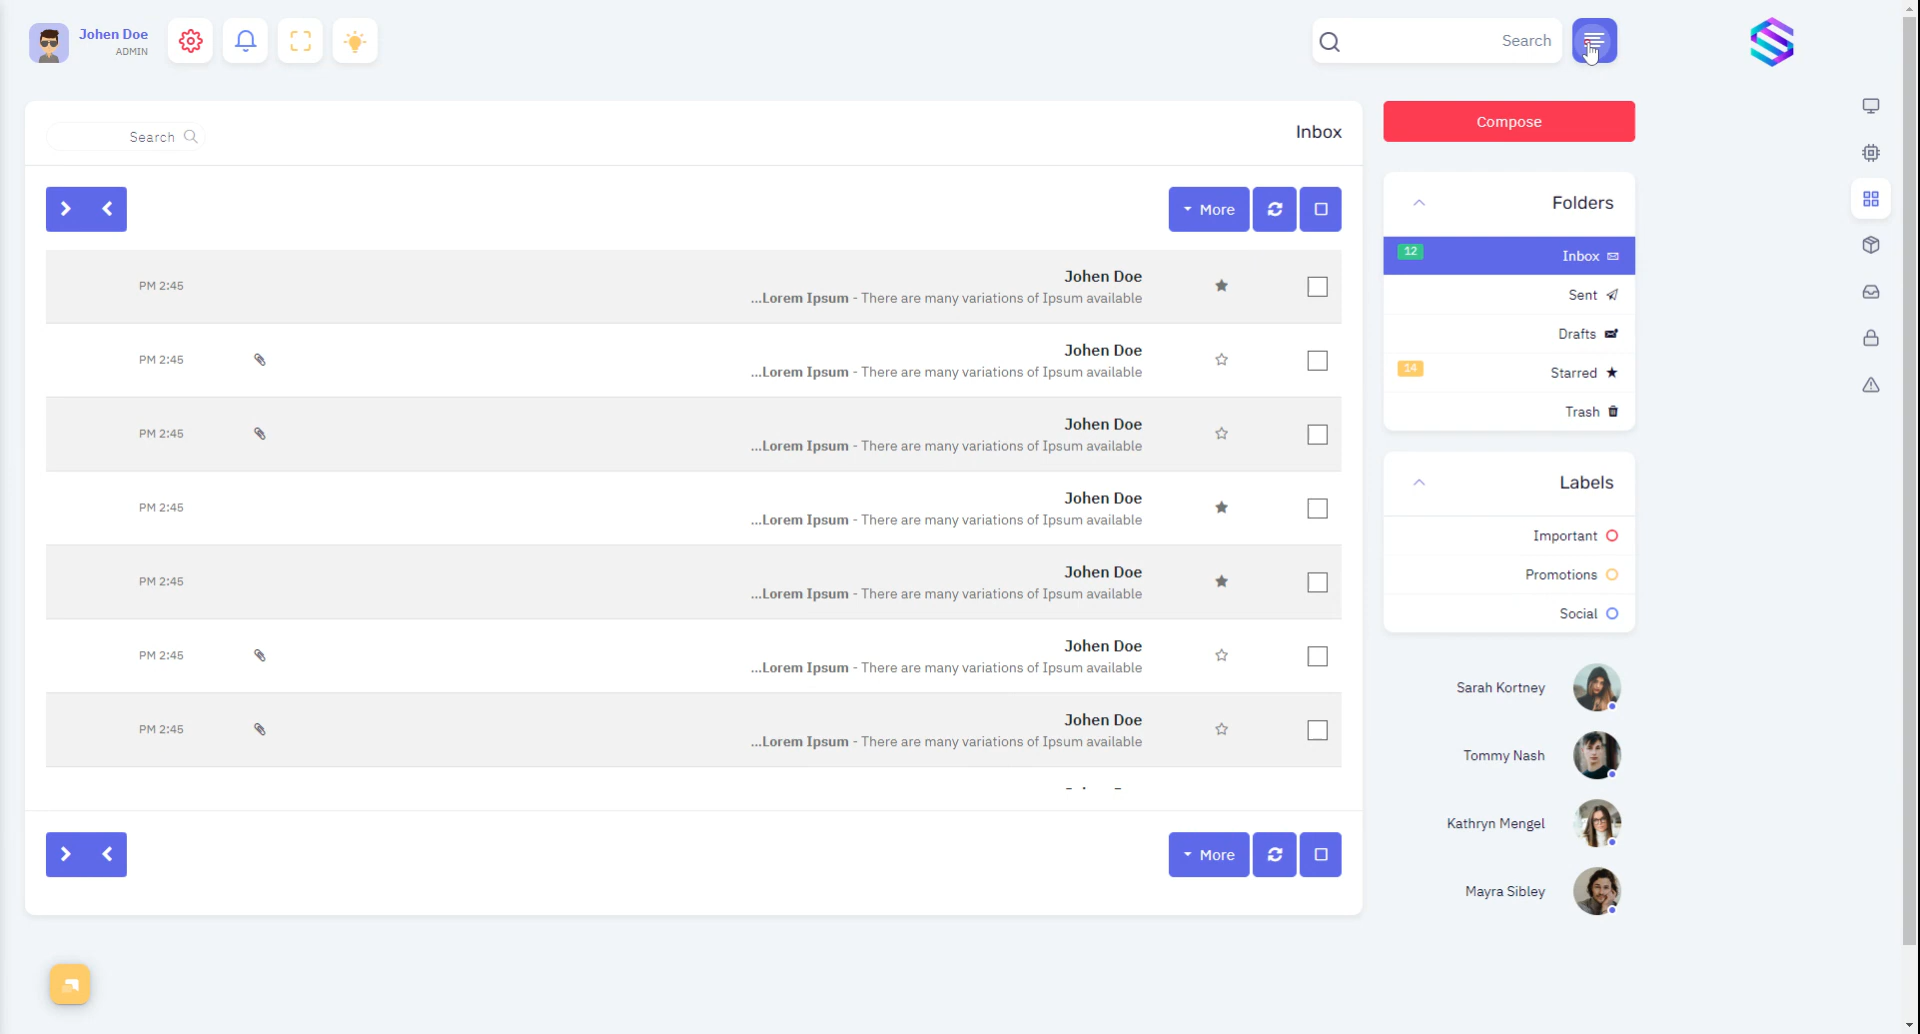 Johen Doe
ADMIN
Search
Search
Inbox
More
Johen Doe
...Lorem Ipsum - There are many variations of Ipsum available
PM 2:45
Johen Doe
...Lorem Ipsum - There are many variations of Ipsum available
PM 2:45
Johen Doe
...Lorem Ipsum - There are many variations of Ipsum available
PM 2:45
Johen Doe
...Lorem Ipsum - There are many variations of Ipsum available
PM 2:45
Johen Doe
...Lorem Ipsum - There are many variations of Ipsum available
PM 2:45
Johen Doe
...Lorem Ipsum - There are many variations of Ipsum available
PM 2:45
Johen Doe
...Lorem Ipsum - There are many variations of Ipsum available
PM 2:45
More
Compose
Folders
Inbox 12
Sent
Drafts
Starred 14
Trash
Labels
Important
Promotions
Social
Sarah Kortney
Tommy Nash
Kathryn Mengel
Mayra Sibley